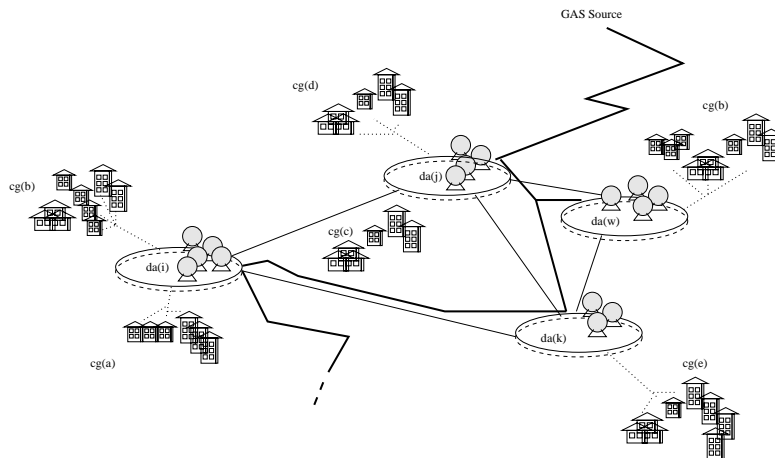 GAS Source
cg(d)
cg(b)
da(j)
cg(b)
da(w)
cg(c)
da(i)
da(k)
cg(a)
cg(e)